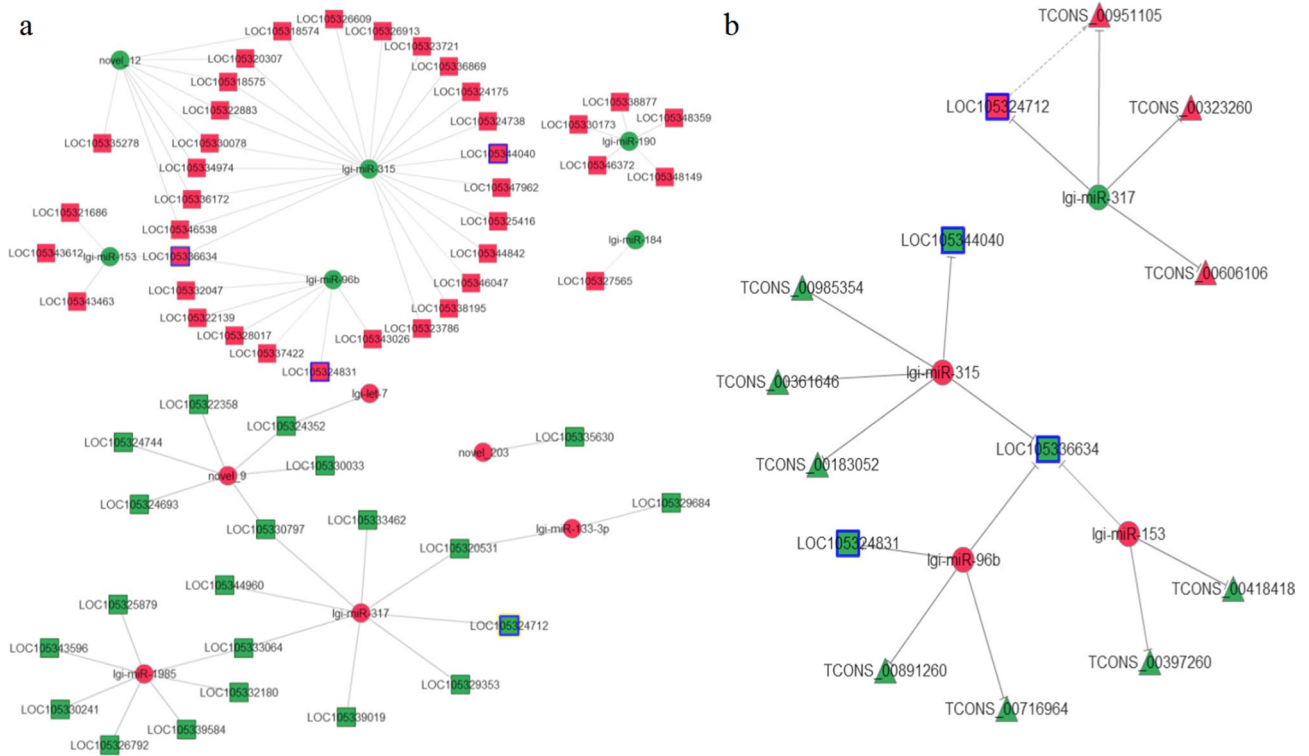 a
LOC105326609
LOC105318574
LOC105326913
LOC105323721
novel_12
LOC105320307
LOC105336869
LOC105318575
LOC105324175
LOC105322883
LOC105324738
LOC105335278
LOC105330078
LOC105344040
LOC105334974
lgi-miR-315
LOC105336172
LOC105347962
LOC105321686
LOC105346538
LOC105325416
LOC105343612
lgi-miR-153
LOC105336634
LOC105344842
LOC105343463
lgi-miR-96b
LOC105332047
LOC105346047
LOC105322139
LOC105338195
LOC105328017
LOC105323786
LOC105337422
LOC105343026
LOC105324831
LOC105338877
LOC105330173
LOC105348359
lgi-miR-190
LOC105346372
LOC105348149
lgi-miR-184
LOC105327565
lgi-let-7
LOC105322358
LOC105324352
LOC105324744
novel_203
LOC105335630
LOC105330033
novel_9
LOC105324693
LOC105330797
LOC105333462
LOC105329684
lgi-miR-133-3p
LOC105320531
LOC105344960
LOC105325879
lgi-miR-317
LOC105324712
LOC105343596
LOC105333064
lgi-miR-1985
LOC105332180
LOC105329353
LOC105330241
LOC105339584
LOC105339019
LOC105326792
b
TCONS_00951105
LOC105324712
TCONS_00323260
lgi-miR-317
LOC105344040
TCONS_00606106
TCONS_00985354
lgi-miR-315
TCONS_00361646
LOC105336634
TCONS_00183052
LOC105324831
lgi-miR-153
lgi-miR-96b
TCONS_00418418
TCONS_00891260
TCONS_00397260
TCONS_00716964